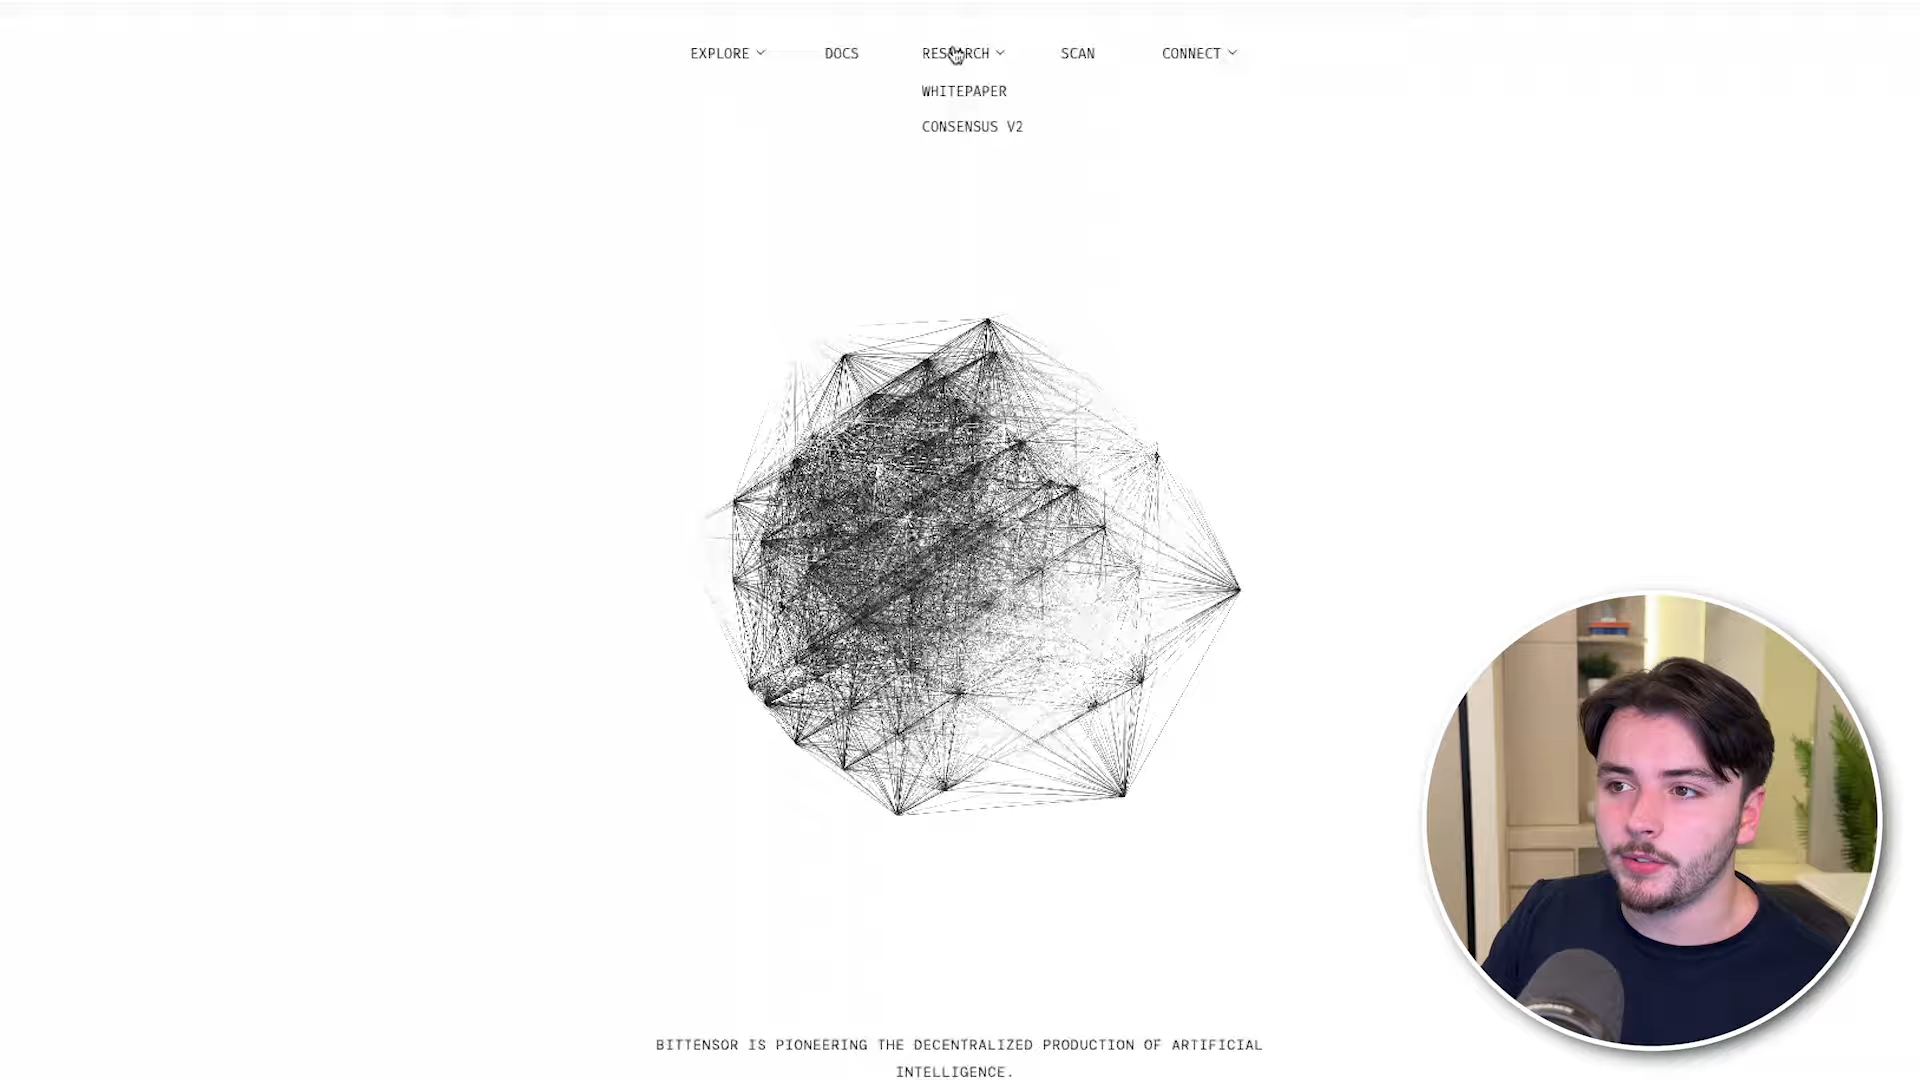 EXPLORE DOCS RESEARCH SCAN CONNECT
WHITEPAPER
CONSENSUS V2
BITTENSOR IS PIONEERING THE DECENTRALIZED PRODUCTION OF ARTIFICIAL
INTELLIGENCE.